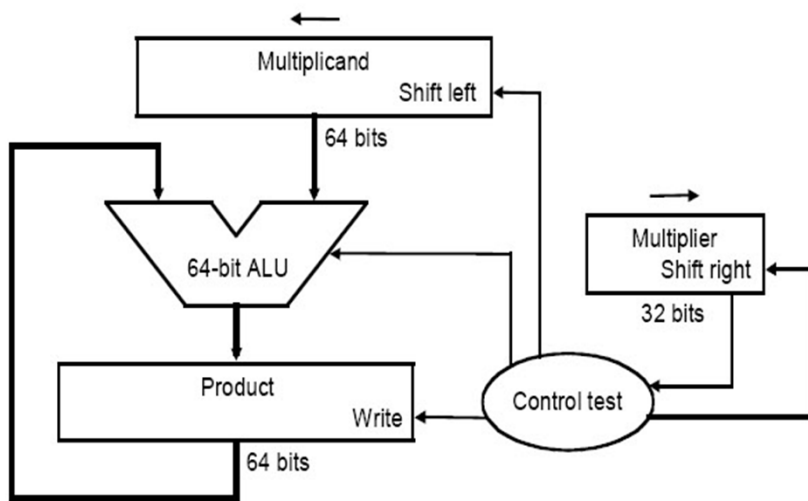 Multiplicand
Shift left
64 bits
64-bit ALU
Multiplier
Shift right
32 bits
Product
Write
Control test
64 bits